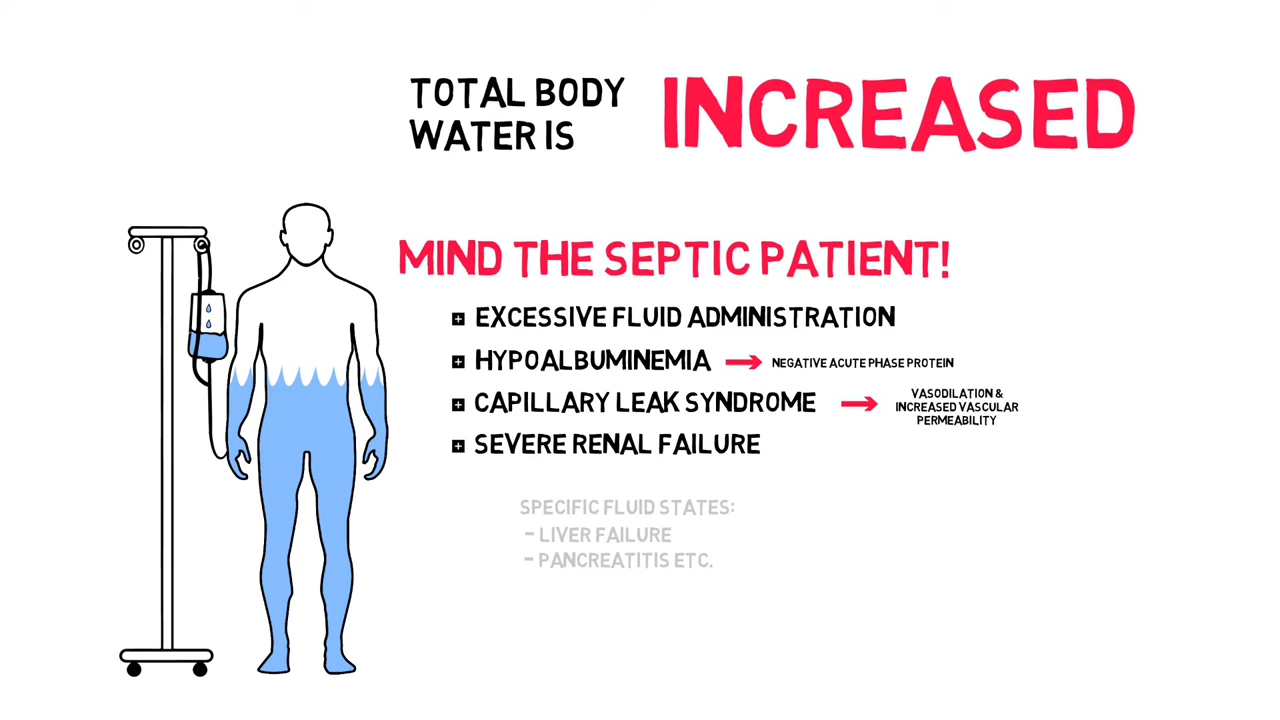 TOTAL BODY
WATER IS
INCREASED
MIND THE SEPTIC PATIENT!
EXCESSIVE FLUID ADMINISTRATION
HYPOALBUMINEMIA → NEGATIVE ACUTE PHASE PROTEIN
CAPILLARY LEAK SYNDROME →
VASODILATION &
INCREASED VASCULAR
PERMEABILITY
SEVERE RENAL FAILURE
SPECIFIC FLUID STATES:
- LIVER FAILURE
- PANCREATITIS ETC.